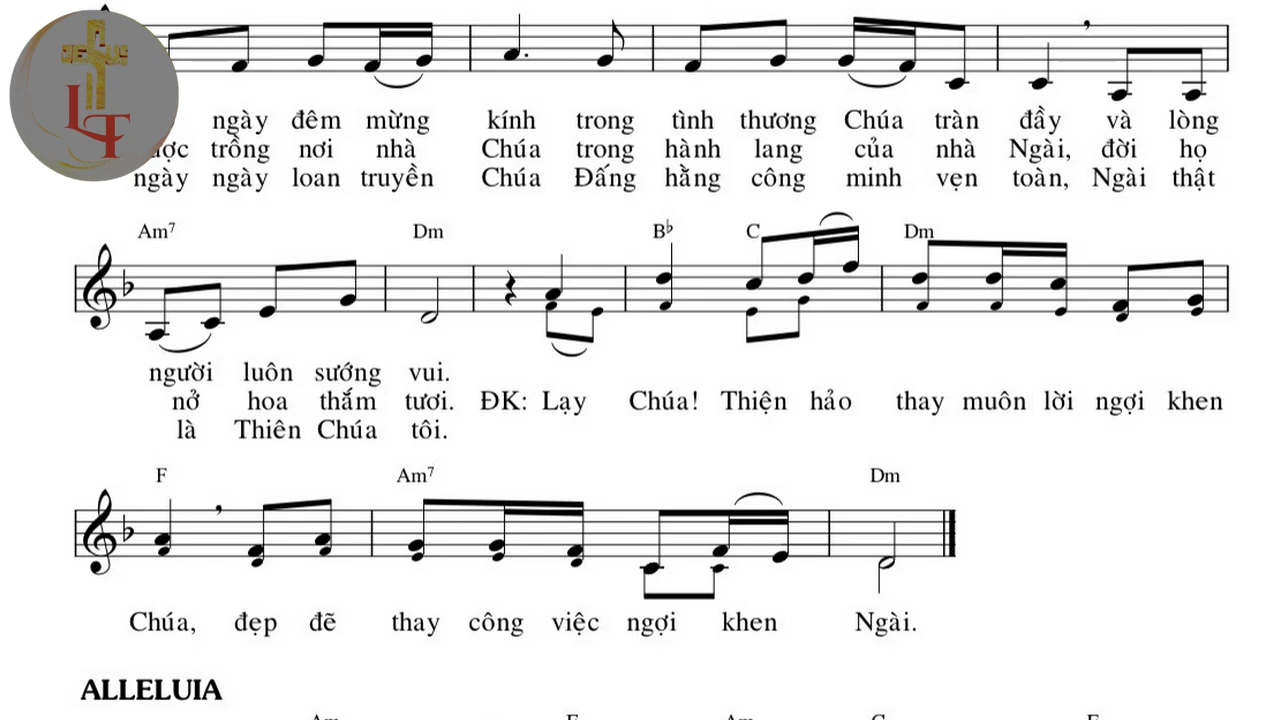 JESUS
LT
ngày đêm mừng kính trong tình thương Chúa tràn đầy và lòng
trồng nơi nhà Chúa trong hành lang của nhà Ngài, đời họ
ngày ngày loan truyền Chúa Đấng hằng công minh vẹn toàn, Ngài thật
Am7 Dm B♭ C Dm
người luôn sướng vui.
nở hoa thắm tươi. ĐK: Lạy Chúa! Thiện hảo thay muôn lời ngợi khen
là Thiên Chúa tôi.
F Am7 Dm
Chúa, đẹp đẽ thay công việc ngợi khen Ngài.
ALLELUIA